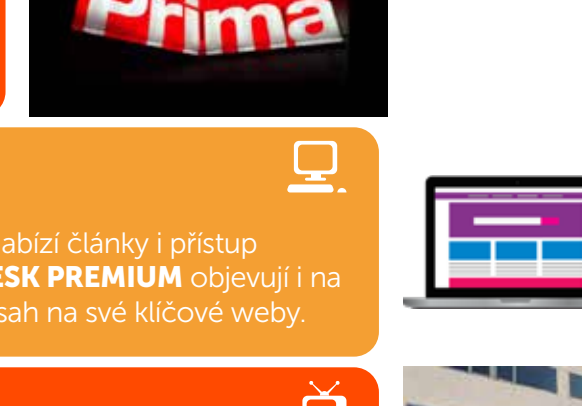 Prima
abízí články i přístup
ESK PREMIUM objevují i na
sah na své klíčové weby.